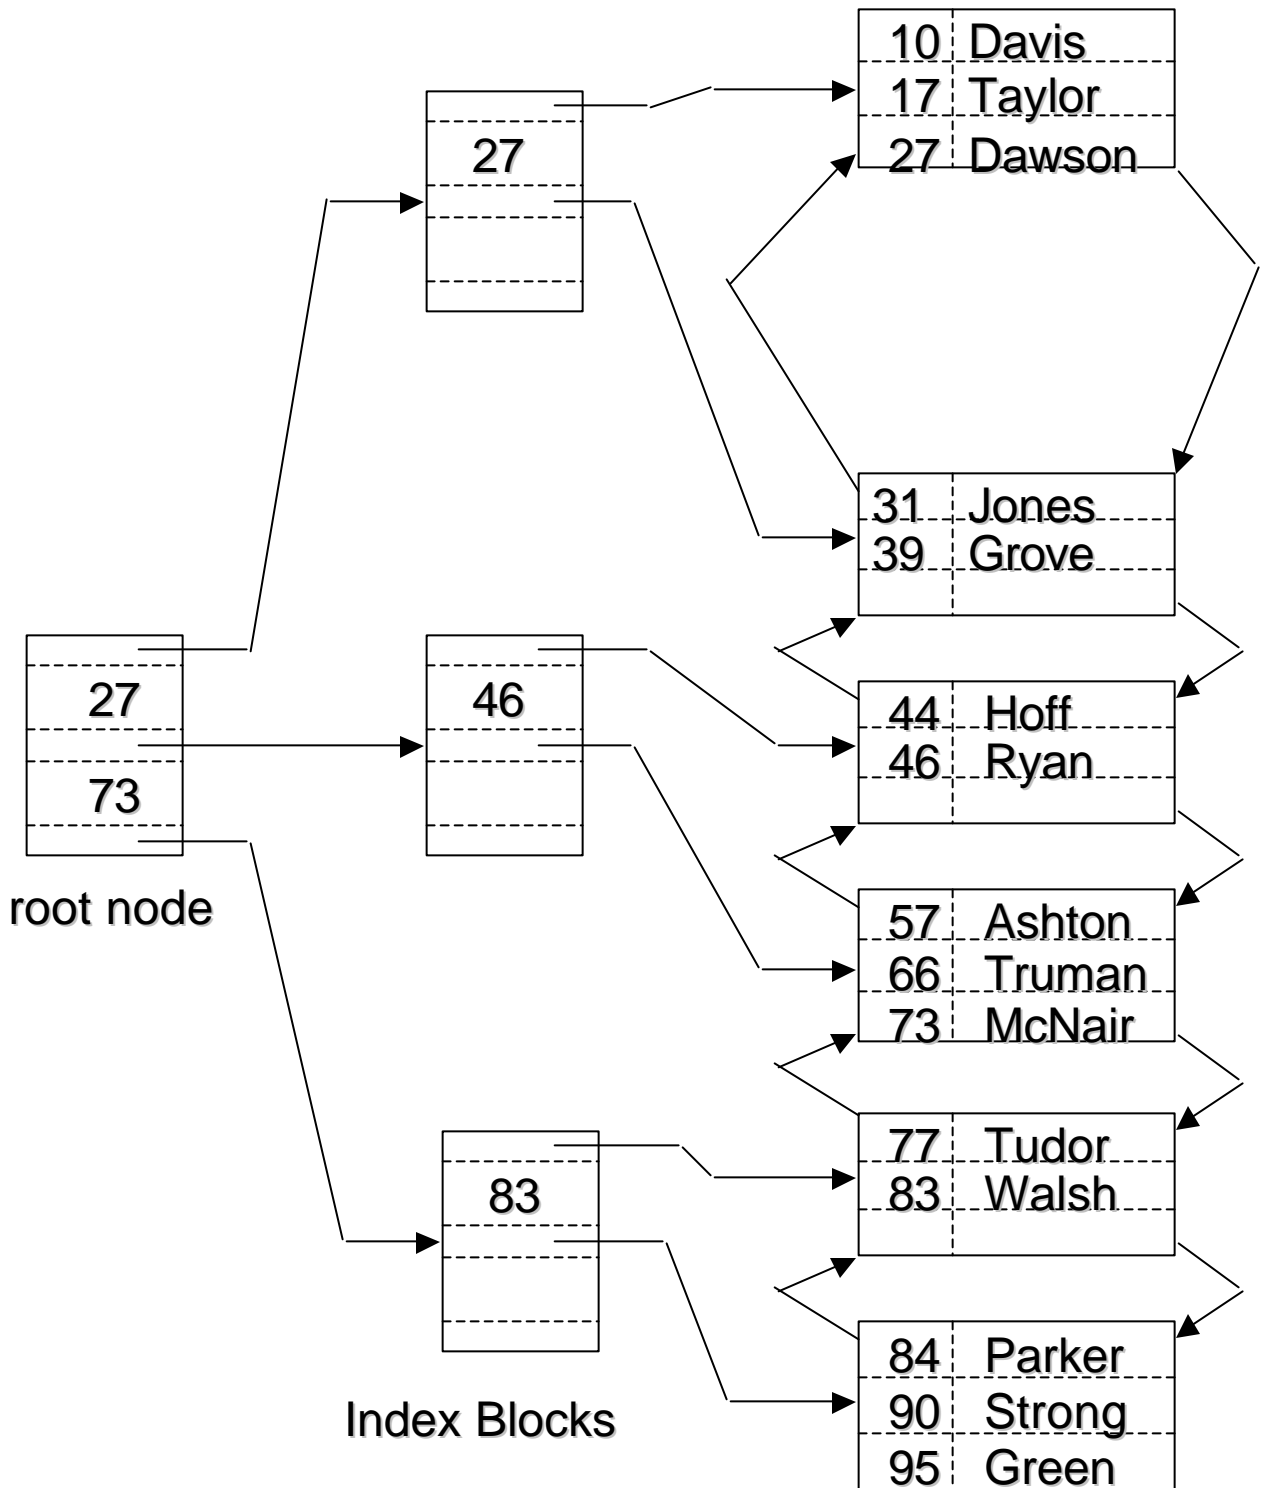 10 Davis
17 Taylor
27 Dawson
27
31 Jones
39 Grove
27
73
root node
46
44 Hoff
46 Ryan
57 Ashton
66 Truman
73 McNair
83
77 Tudor
83 Walsh
Index Blocks
84 Parker
90 Strong
95 Green